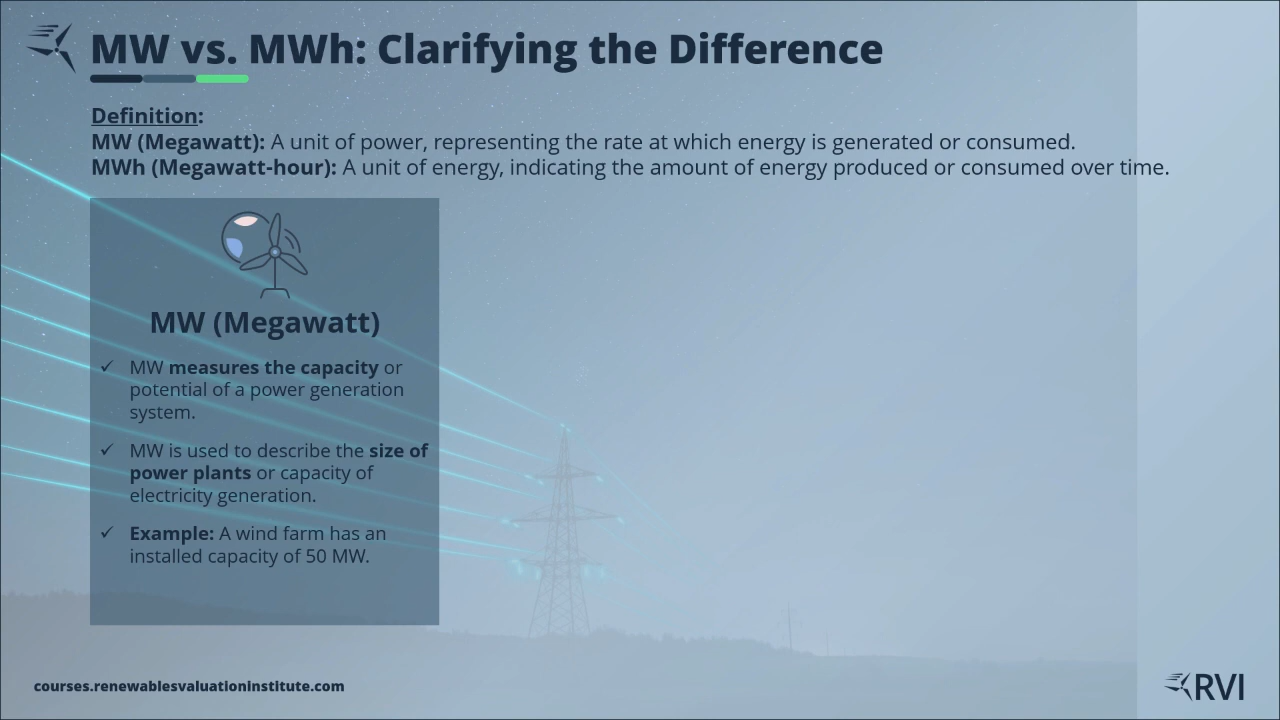 MW vs. MWh: Clarifying the Difference
Definition:
MW (Megawatt): A unit of power, representing the rate at which energy is generated or consumed.
MWh (Megawatt-hour): A unit of energy, indicating the amount of energy produced or consumed over time.
MW (Megawatt)
✓ MW measures the capacity or
potential of a power generation
system.
✓ MW is used to describe the size of
power plants or capacity of
electricity generation.
✓ Example: A wind farm has an
installed capacity of 50 MW.
courses.renewablesvaluationinstitute.com
RVI